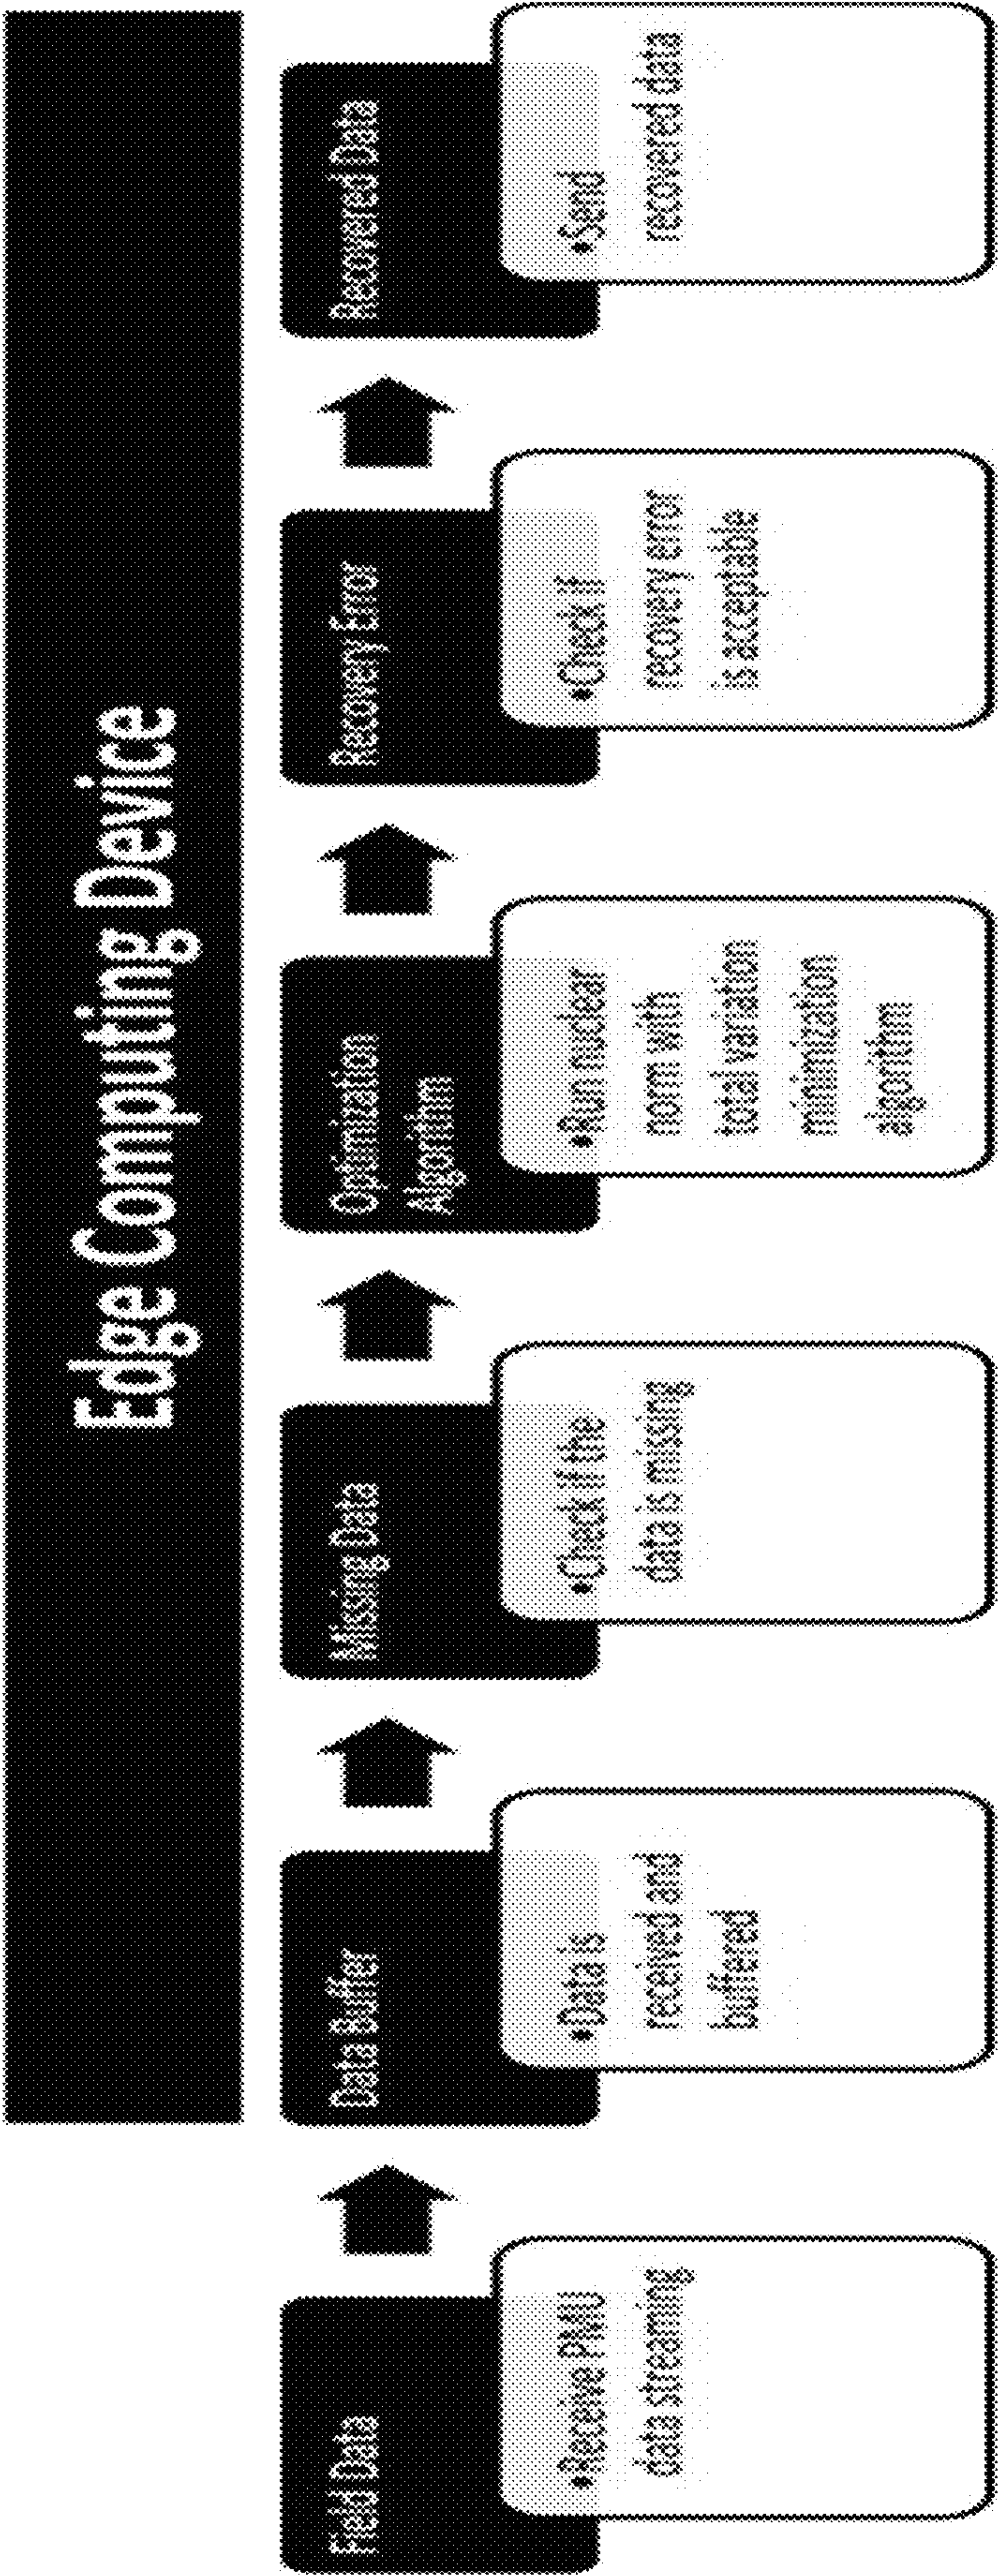 Edge Computing Device
Field Data
•Receive PMU
data streaming
Data Buffer
•Data is
received and
buffered
Missing Data
•Check if the
data is missing
Optimization
Algorithm
•Run nuclear
norm with
total variation
minimization
algorithm
Recovery Error
•Check if
recovery error
is acceptable
Recovered Data
•Send
recovered data